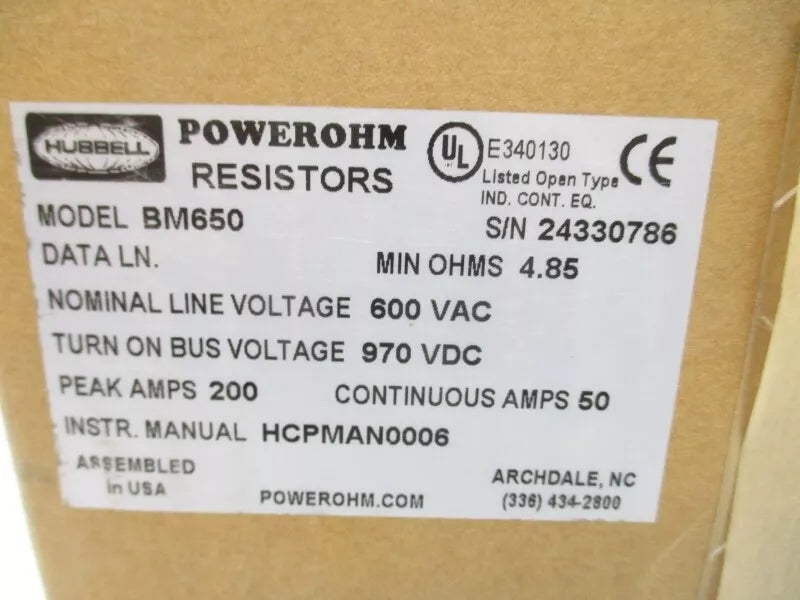 HUBBELL
POWEROHM
RESISTORS
UL E340130 CE
Listed Open Type
IND. CONT. EQ.
MODEL BM650
S/N 24330786
DATA LN.
MIN OHMS 4.85
NOMINAL LINE VOLTAGE 600 VAC
TURN ON BUS VOLTAGE 970 VDC
PEAK AMPS 200 CONTINUOUS AMPS 50
INSTR. MANUAL HCPMAN0006
ASSEMBLED
in USA
POWEROHM.COM
ARCHDALE, NC
(336) 434-2800